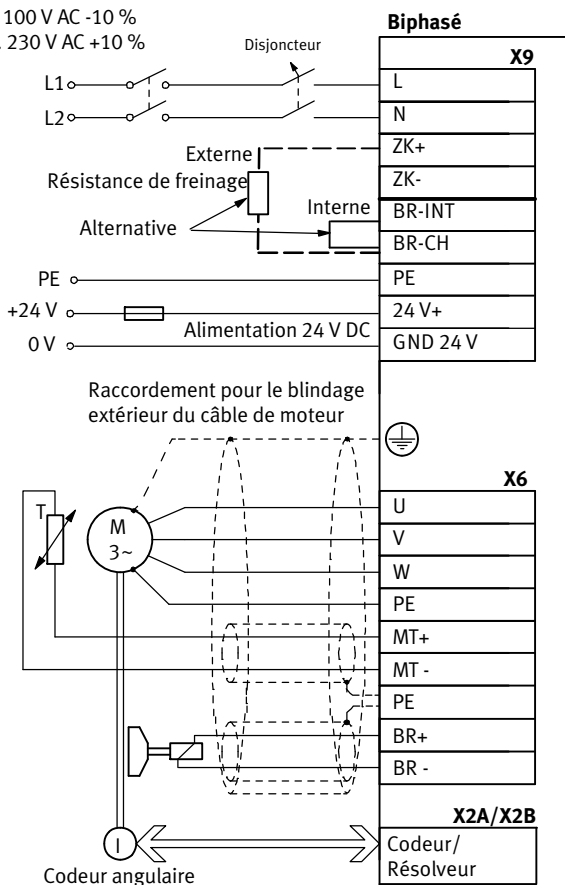 100 V AC -10 %
. 230 V AC +10 %
Biphasé
Disjoncteur
X9
L1
L
L2
N
Externe
ZK+
Résistance de freinage
ZK-
Interne
BR-INT
Alternative
BR-CH
PE
PE
+24 V
24 V+
Alimentation 24 V DC
0 V
GND 24 V
Raccordement pour le blindage
extérieur du câble de moteur
X6
T
U
M
3~
V
W
PE
MT+
MT -
PE
BR+
BR -
X2A/X2B
I
Codeur/
Résolveur
Codeur angulaire